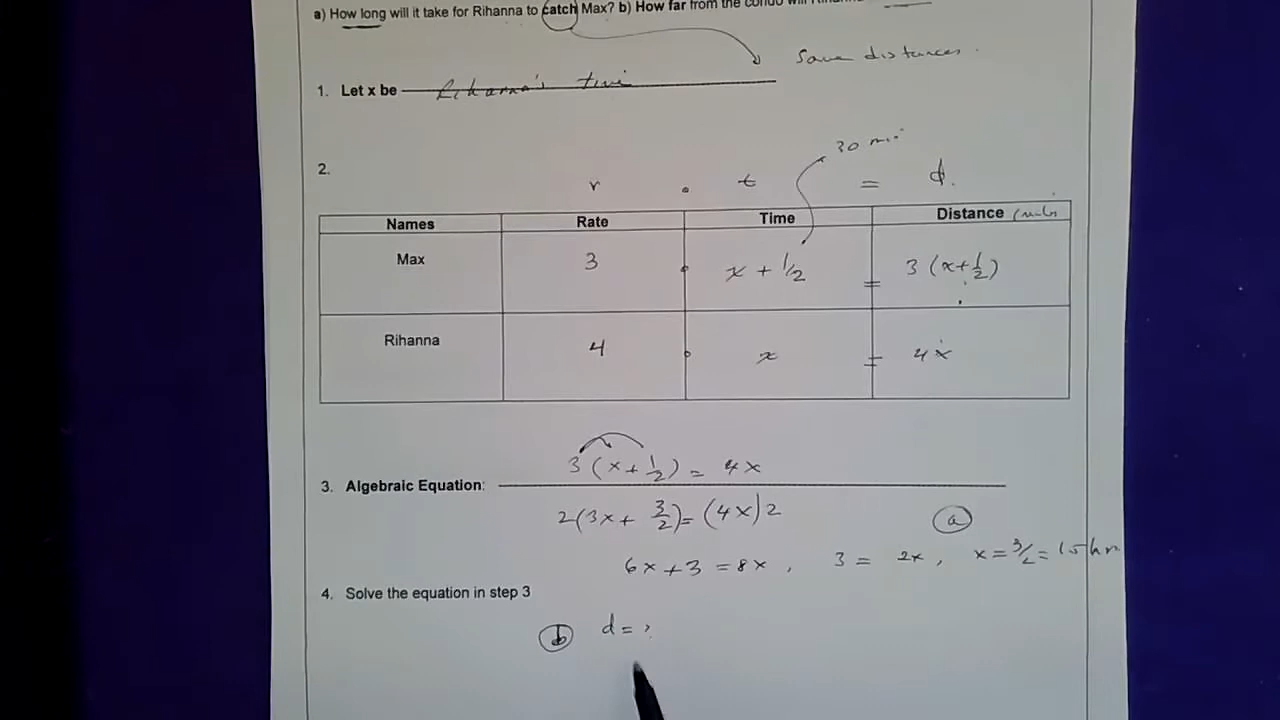 a) How long will it take for Rihanna to catch Max? b) How far from the condo will
Same distances.
1. Let x be Rihanna's time
30 min
2.
r . t = d.
Names Rate Time Distance (miles
Max 3 . x + 1/2 = 3 (x+1/2)
Rihanna 4 . x = 4x
3 (x + 1/2) = 4x
3. Algebraic Equation:
2(3x + 3/2) = (4x)2
a
6x + 3 = 8x , 3 = 2x , x = 3/2 = 1.5 hr
4. Solve the equation in step 3
b d = ?